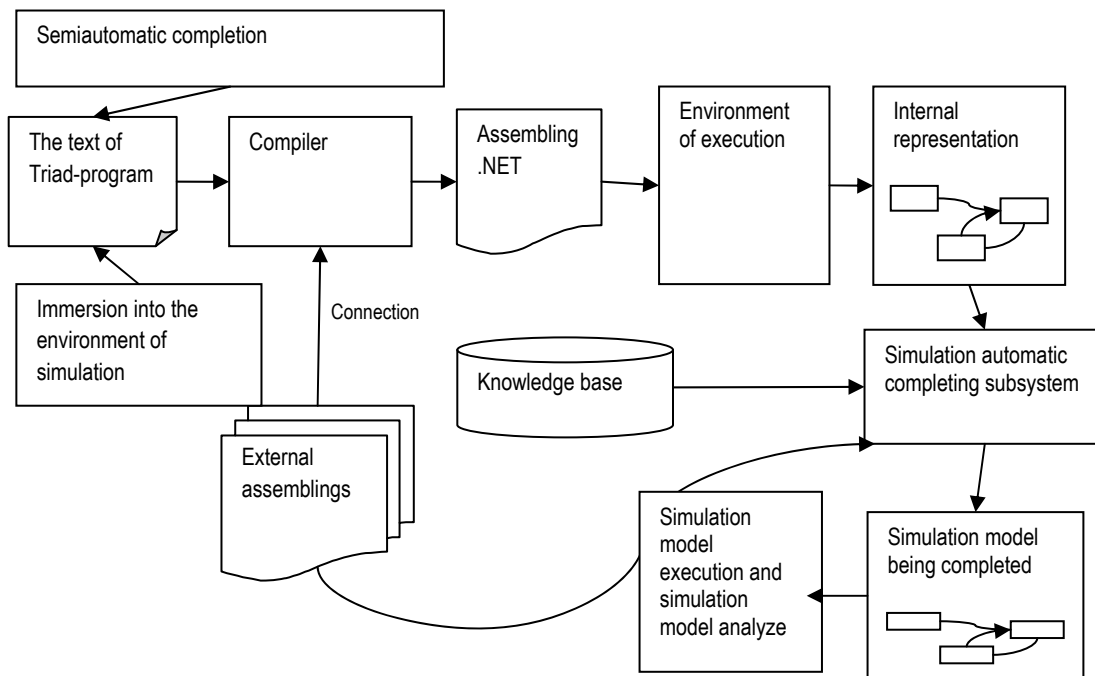 Semiautomatic completion
The text of
Triad-program
Compiler
Assembling
.NET
Environment
of execution
Internal
representation
Immersion into the
environment of
simulation
Connection
Knowledge base
Simulation automatic
completing subsystem
External
assemblings
Simulation
model
execution and
simulation
model analyze
Simulation model
being completed